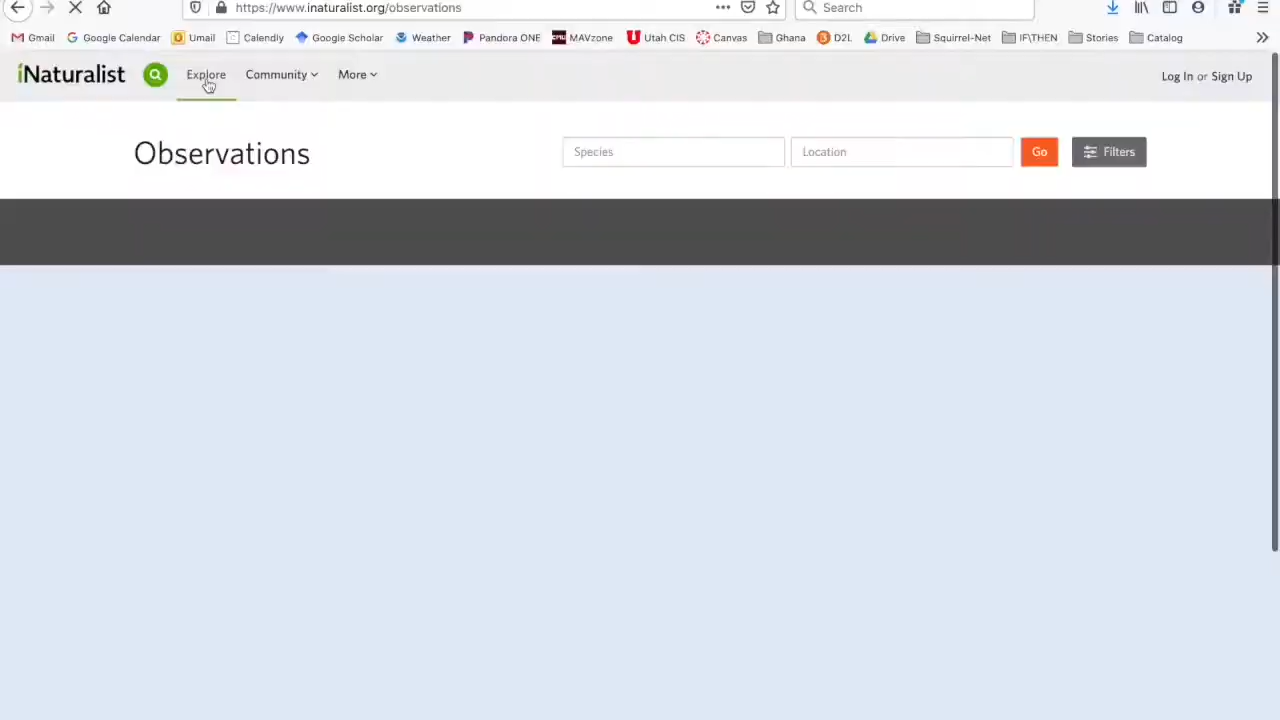 https://www.inaturalist.org/observations
Search
Gmail Google Calendar Umail Calendly Google Scholar Weather Pandora ONE MAVzone Utah CIS Canvas Ghana D2L Drive Squirrel-Net IF\THEN Stories Catalog
iNaturalist Explore Community More Log In or Sign Up
Observations Species Location Go Filters